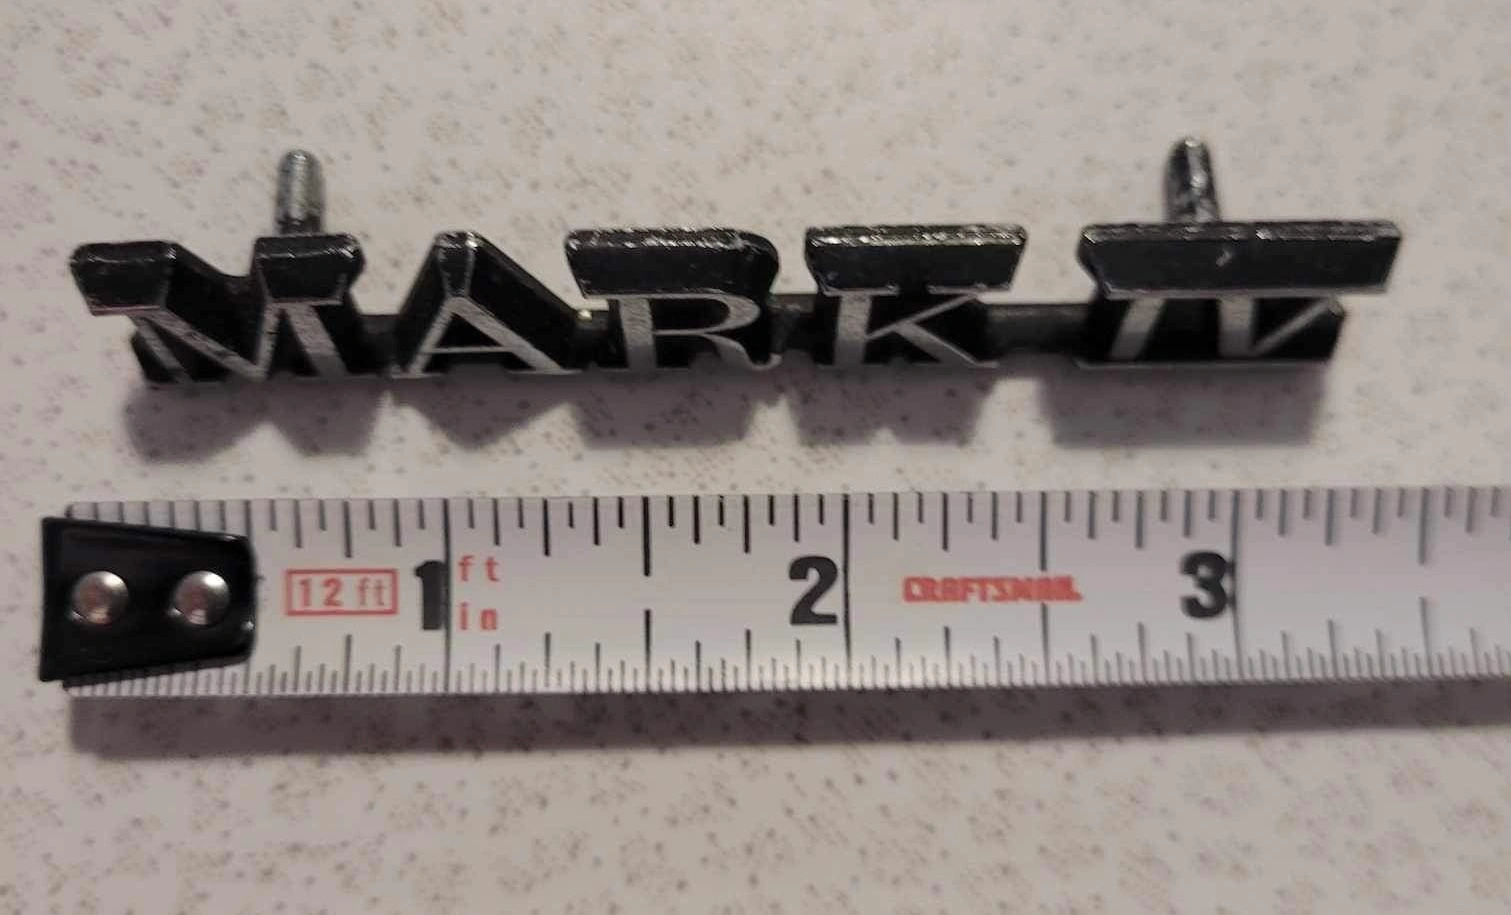 MARK IV
12 ft
1
ft
in
2
CRAFTSMAN
3